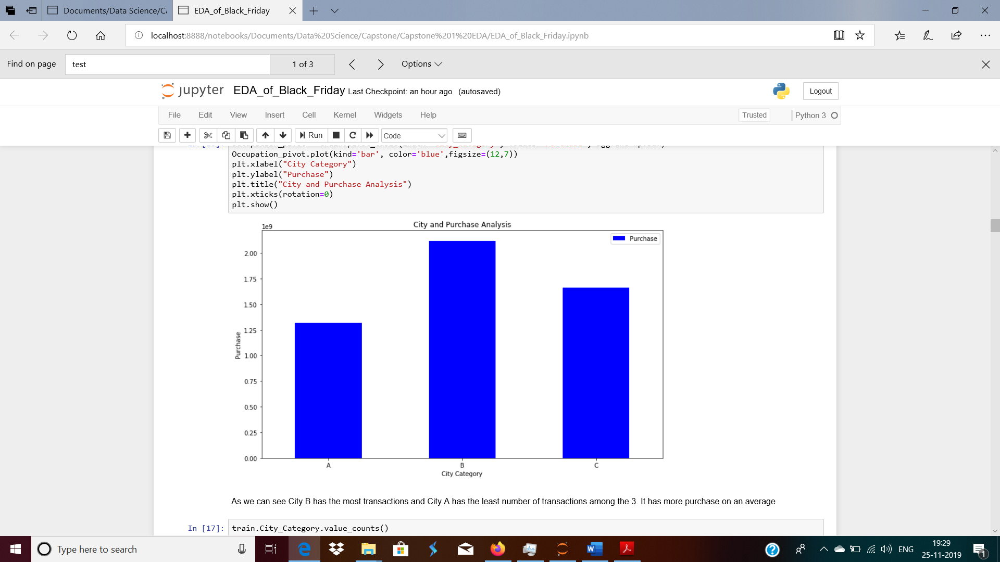 Documents/Data Science/Ca
EDA_of_Black_Friday
localhost:8888/notebooks/Documents/Data%20Science/Capstone/Capstone%201%20EDA/EDA_of_Black_Friday.ipynb
Find on page
test
1 of 3
Options
jupyter EDA_of_Black_Friday Last Checkpoint: an hour ago (autosaved)
Logout
File Edit View Insert Cell Kernel Widgets Help
Trusted
Python 3
Run
Code
Occupation_pivot.plot(kind='bar', color='blue',figsize=(12,7))
plt.xlabel("City Category")
plt.ylabel("Purchase")
plt.title("City and Purchase Analysis")
plt.xticks(rotation=0)
plt.show()
City and Purchase Analysis
1e9
Purchase
2.00
1.75
1.50
1.25
1.00
0.75
0.50
0.25
0.00
Purchase
A B C
City Category
As we can see City B has the most transactions and City A has the least number of transactions among the 3. It has more purchase on an average
In [17]: train.City_Category.value_counts()
Type here to search
ENG
19:29
25-11-2019
1